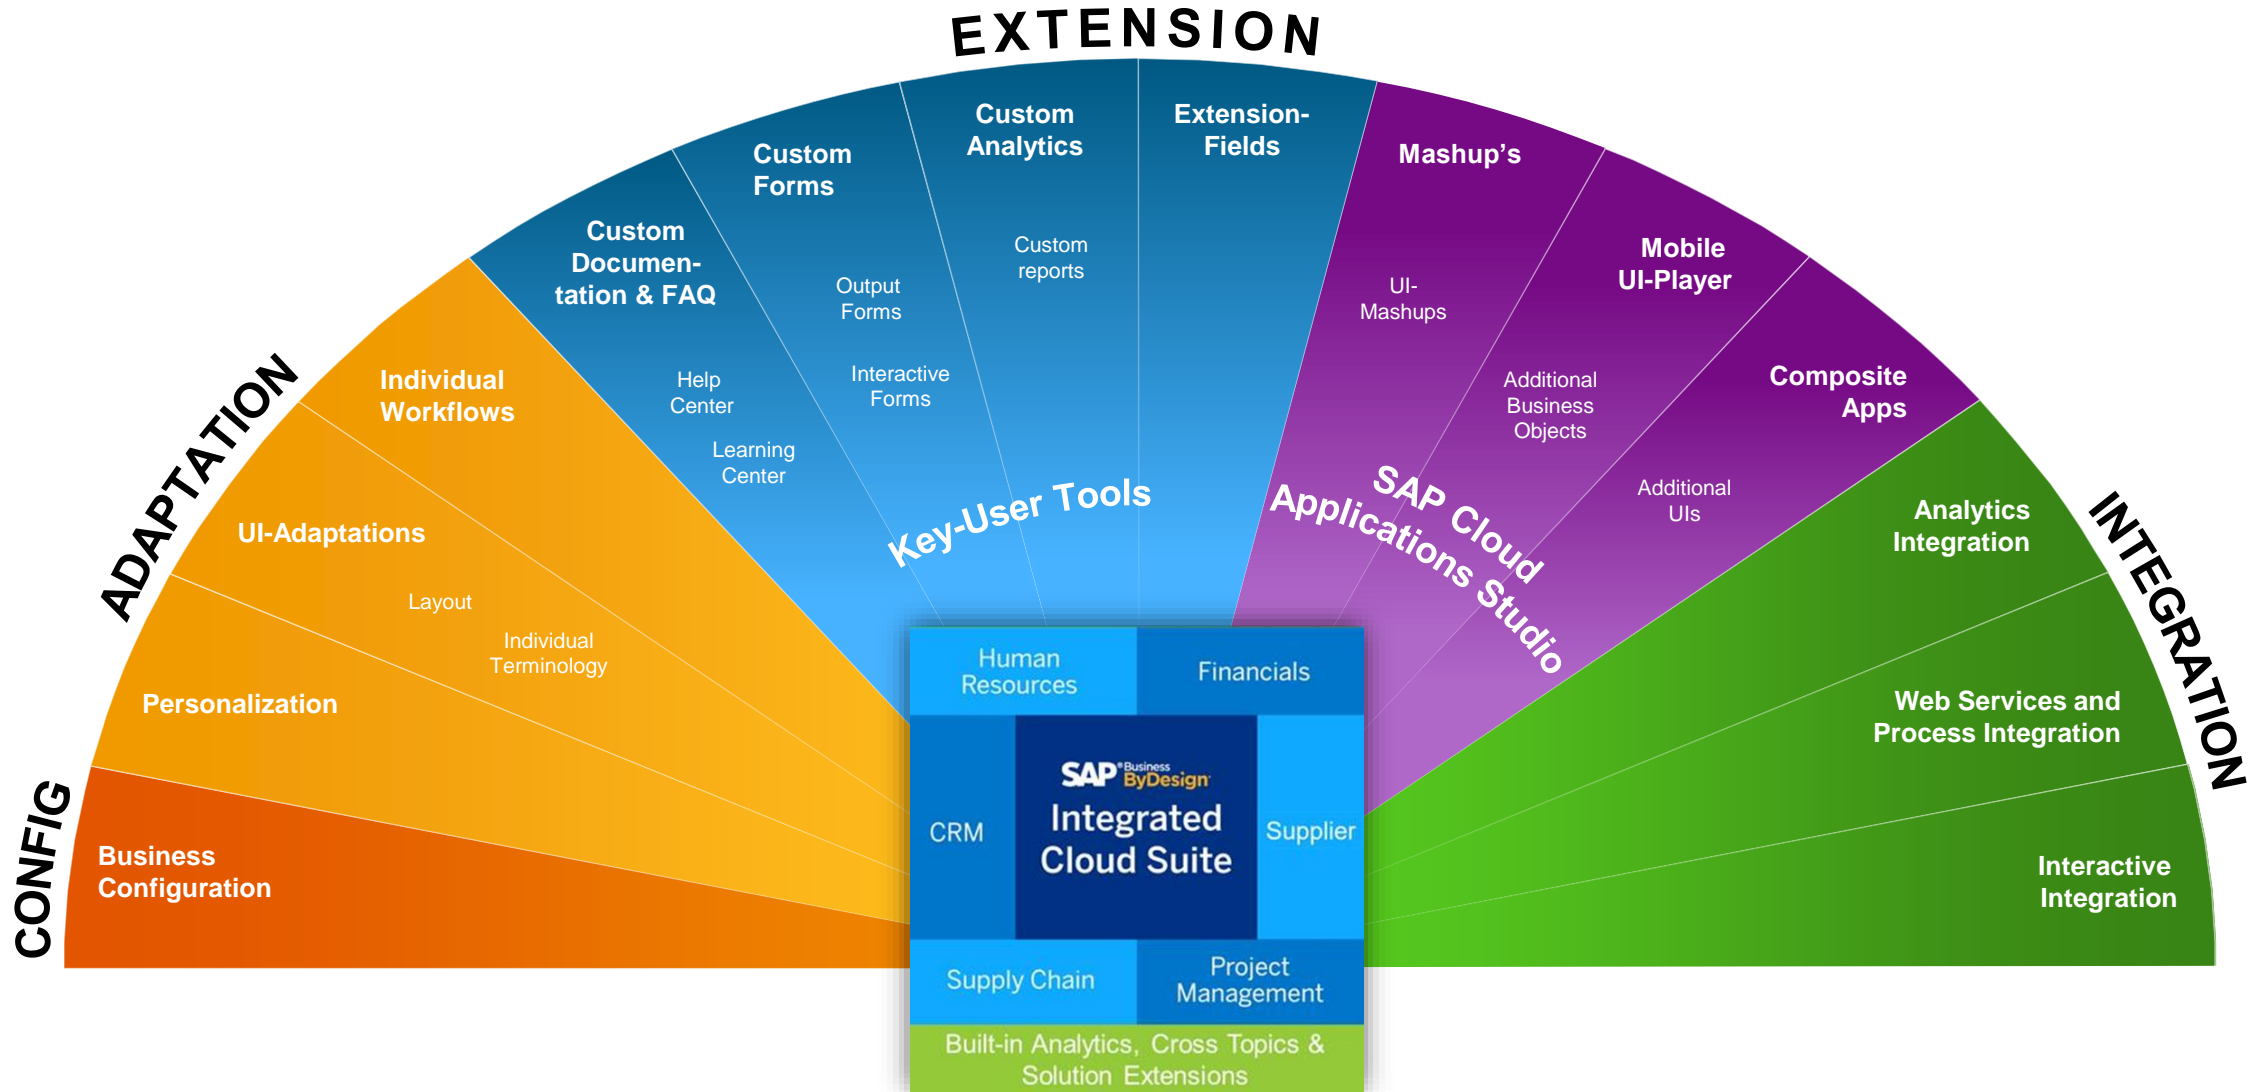 EXTENSION
Custom
Analytics
Extension-
Fields
Custom
Forms
Mashup’s
Custom
Documen-
tation & FAQ
Mobile
UI-Player
Custom
reports
Output
Forms
UI-
Mashups
Individual
Workflows
Help
Center
Interactive
Forms
Additional
Business
Objects
Composite
Apps
ADAPTATION
Learning
Center
Key-User Tools
SAP Cloud
Applications Studio
Additional
UIs
UI-Adaptations
Analytics
Integration
INTEGRATION
Layout
Individual
Terminology
Personalization
Web Services and
Process Integration
CONFIG
Business
Configuration
Interactive
Integration
Human
Resources
Financials
SAP® Business
ByDesign
Integrated
Cloud Suite
CRM
Supplier
Supply Chain
Project
Management
Built-in Analytics, Cross Topics &
Solution Extensions